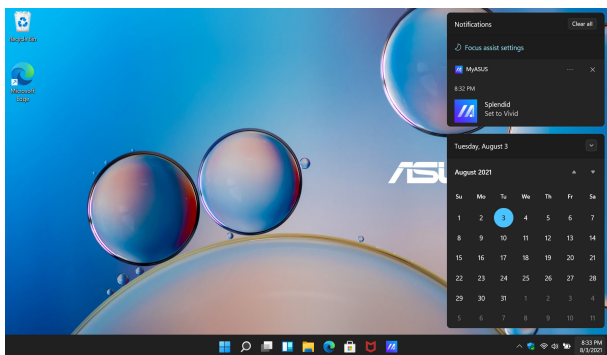 Recycle Bin
Microsoft
Edge
ASU
Notifications
Clear all
Focus assist settings
MyASUS
8:32 PM
Splendid
Set to Vivid
Tuesday, August 3
August 2021
Su Mo Tu We Th Fr Sa
1 2 3 4 5 6 7
8 9 10 11 12 13 14
15 16 17 18 19 20 21
22 23 24 25 26 27 28
29 30 31 1 2 3 4
5 6 7 8 9 10 11
8:33 PM
8/3/2021